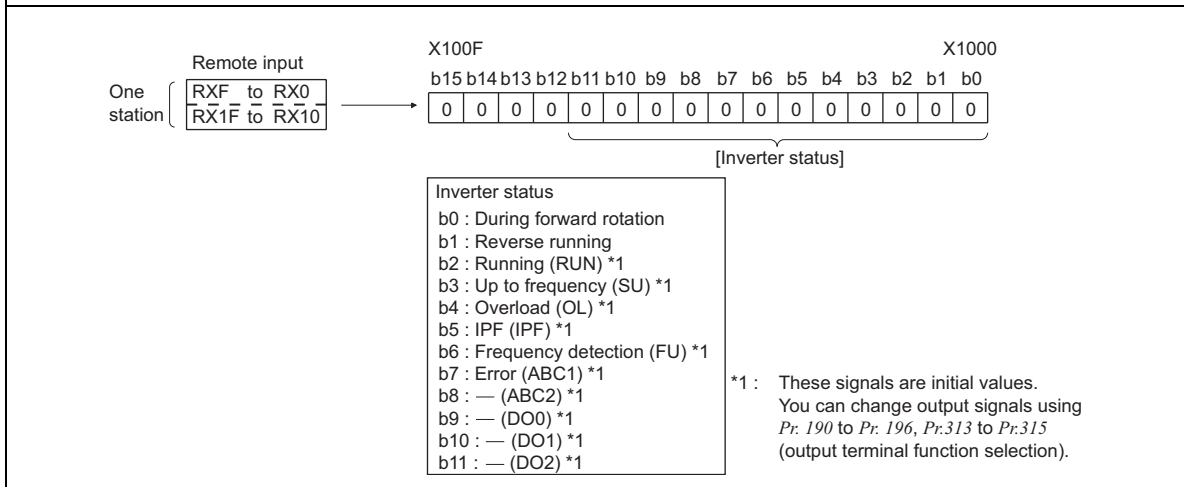 X100F X1000
Remote input
b15 b14 b13 b12 b11 b10 b9 b8 b7 b6 b5 b4 b3 b2 b1 b0
One station
RXF to RX0
RX1F to RX10
0 0 0 0 0 0 0 0 0 0 0 0 0 0 0 0
[Inverter status]
Inverter status
b0 : During forward rotation
b1 : Reverse running
b2 : Running (RUN) *1
b3 : Up to frequency (SU) *1
b4 : Overload (OL) *1
b5 : IPF (IPF) *1
b6 : Frequency detection (FU) *1
b7 : Error (ABC1) *1
b8 : — (ABC2) *1
b9 : — (DO0) *1
b10 : — (DO1) *1
b11 : — (DO2) *1
*1 : These signals are initial values.
You can change output signals using
Pr. 190 to Pr. 196, Pr.313 to Pr.315
(output terminal function selection).